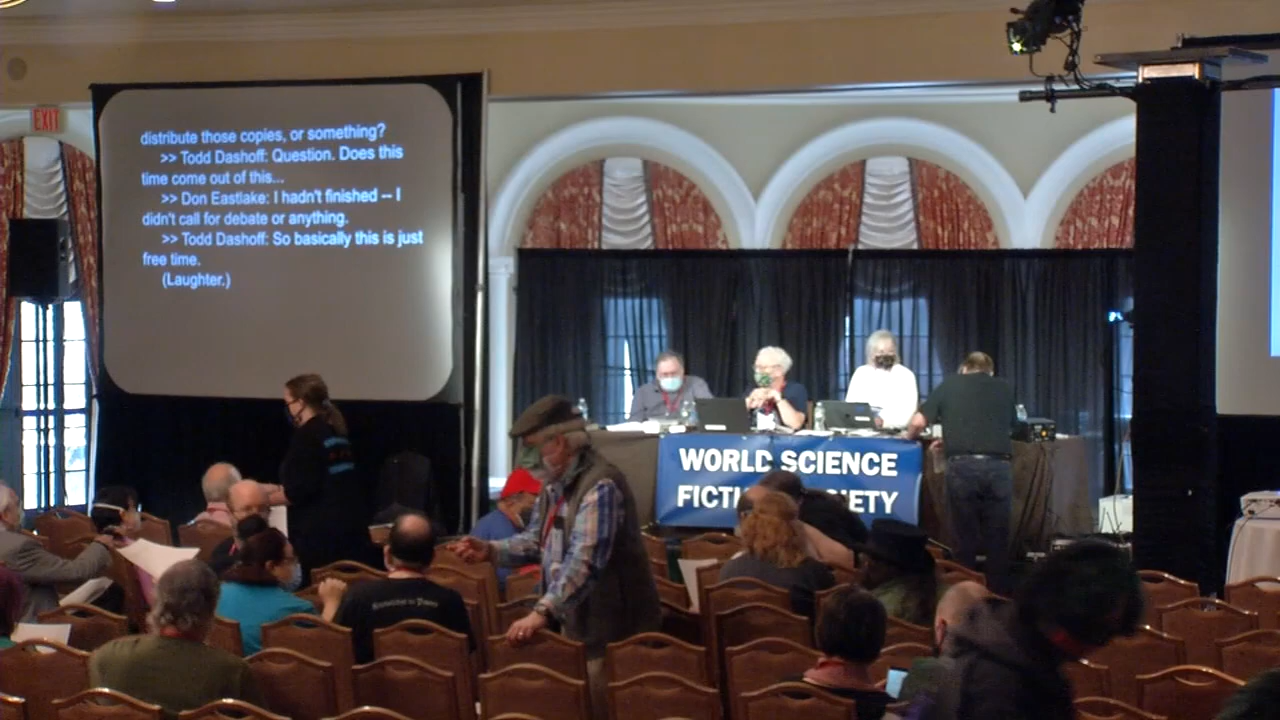 EXIT
distribute those copies, or something?
>> Todd Dashoff: Question. Does this
time come out of this...
>> Don Eastlake: I hadn't finished -- I
didn't call for debate or anything.
>> Todd Dashoff: So basically this is just
free time.
(Laughter.)
WORLD SCIENCE